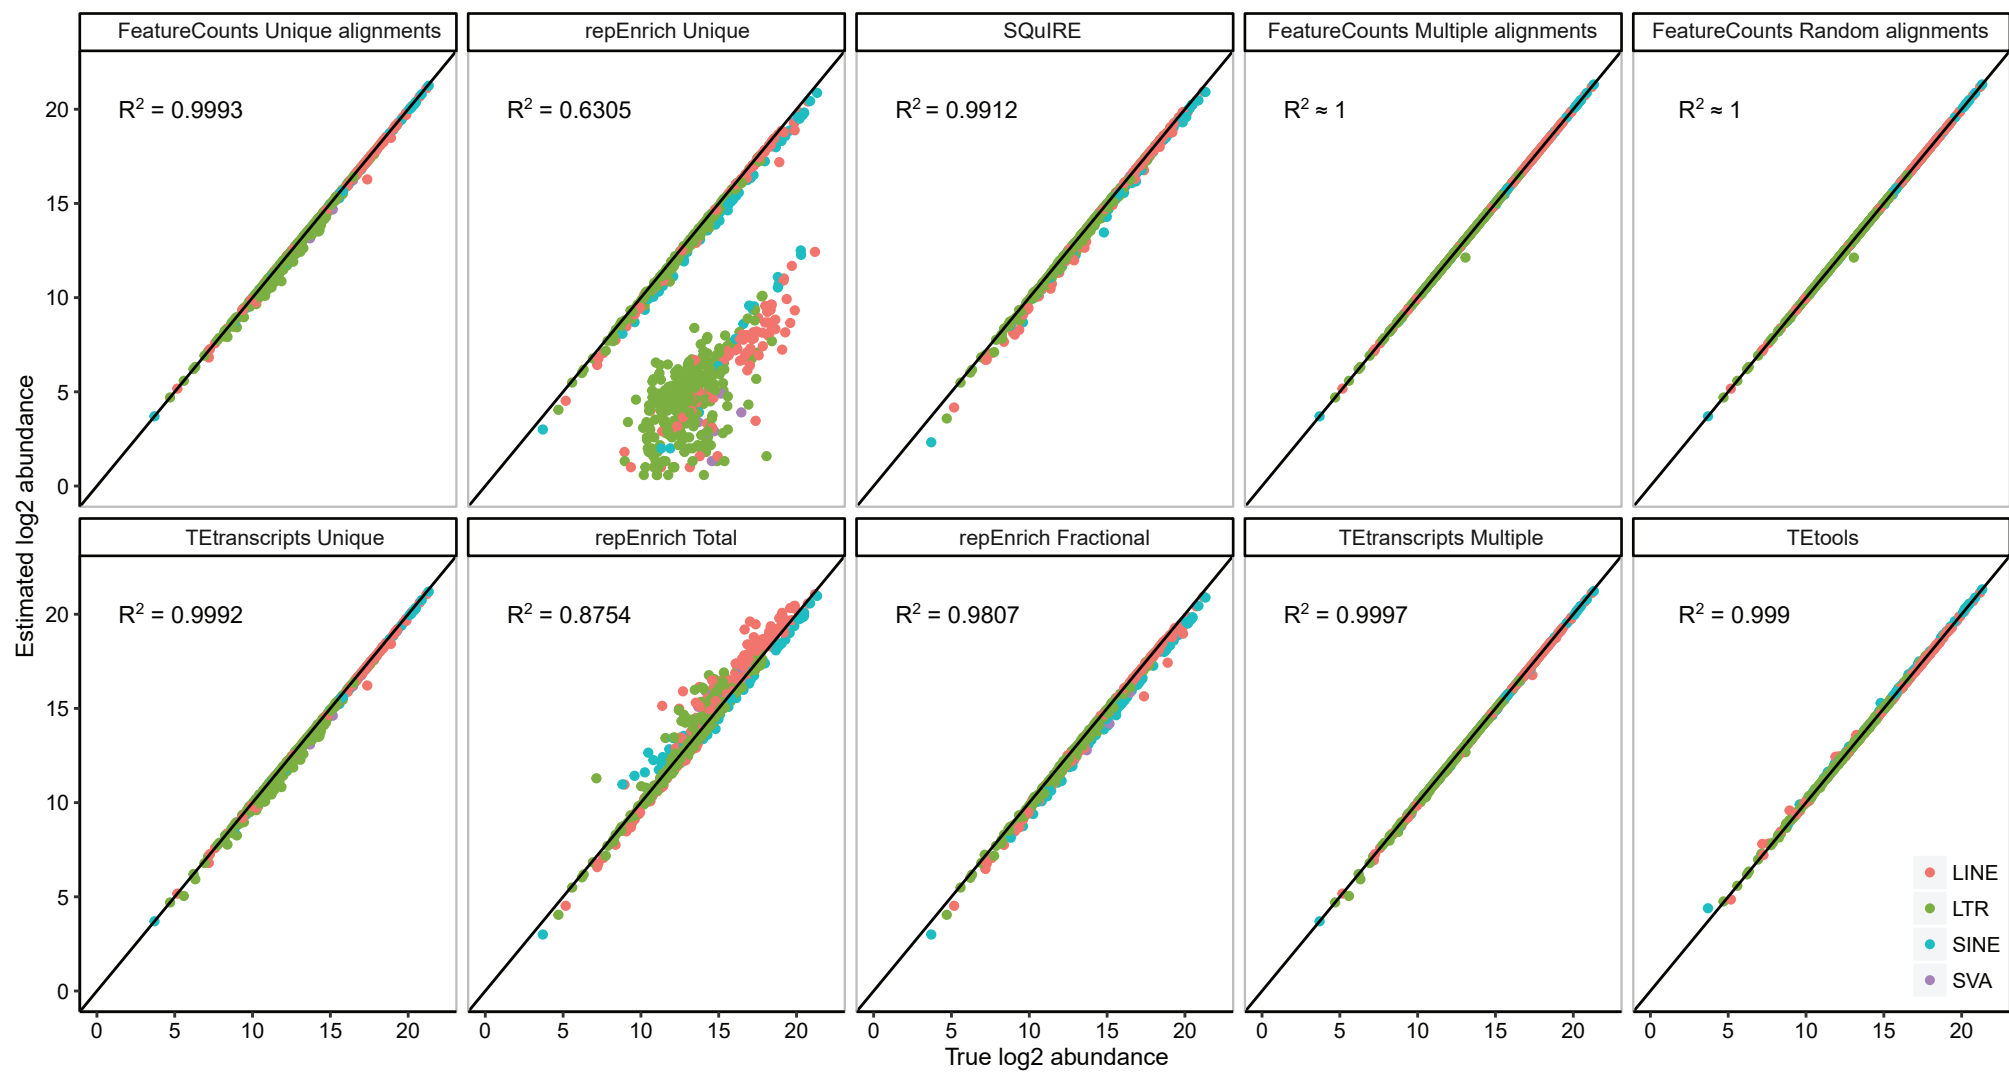 FeatureCounts Unique alignments
repEnrich Unique
SQuIRE
FeatureCounts Multiple alignments
FeatureCounts Random alignments
R² = 0.9993
R² = 0.6305
R² = 0.9912
R² ≈ 1
R² ≈ 1
20
15
10
5
0
Estimated log2 abundance
TEtranscripts Unique
repEnrich Total
repEnrich Fractional
TEtranscripts Multiple
TEtools
R² = 0.9992
R² = 0.8754
R² = 0.9807
R² = 0.9997
R² = 0.999
20
15
10
5
0
LINE
LTR
SINE
SVA
0 5 10 15 20
0 5 10 15 20
0 5 10 15 20
0 5 10 15 20
0 5 10 15 20
True log2 abundance